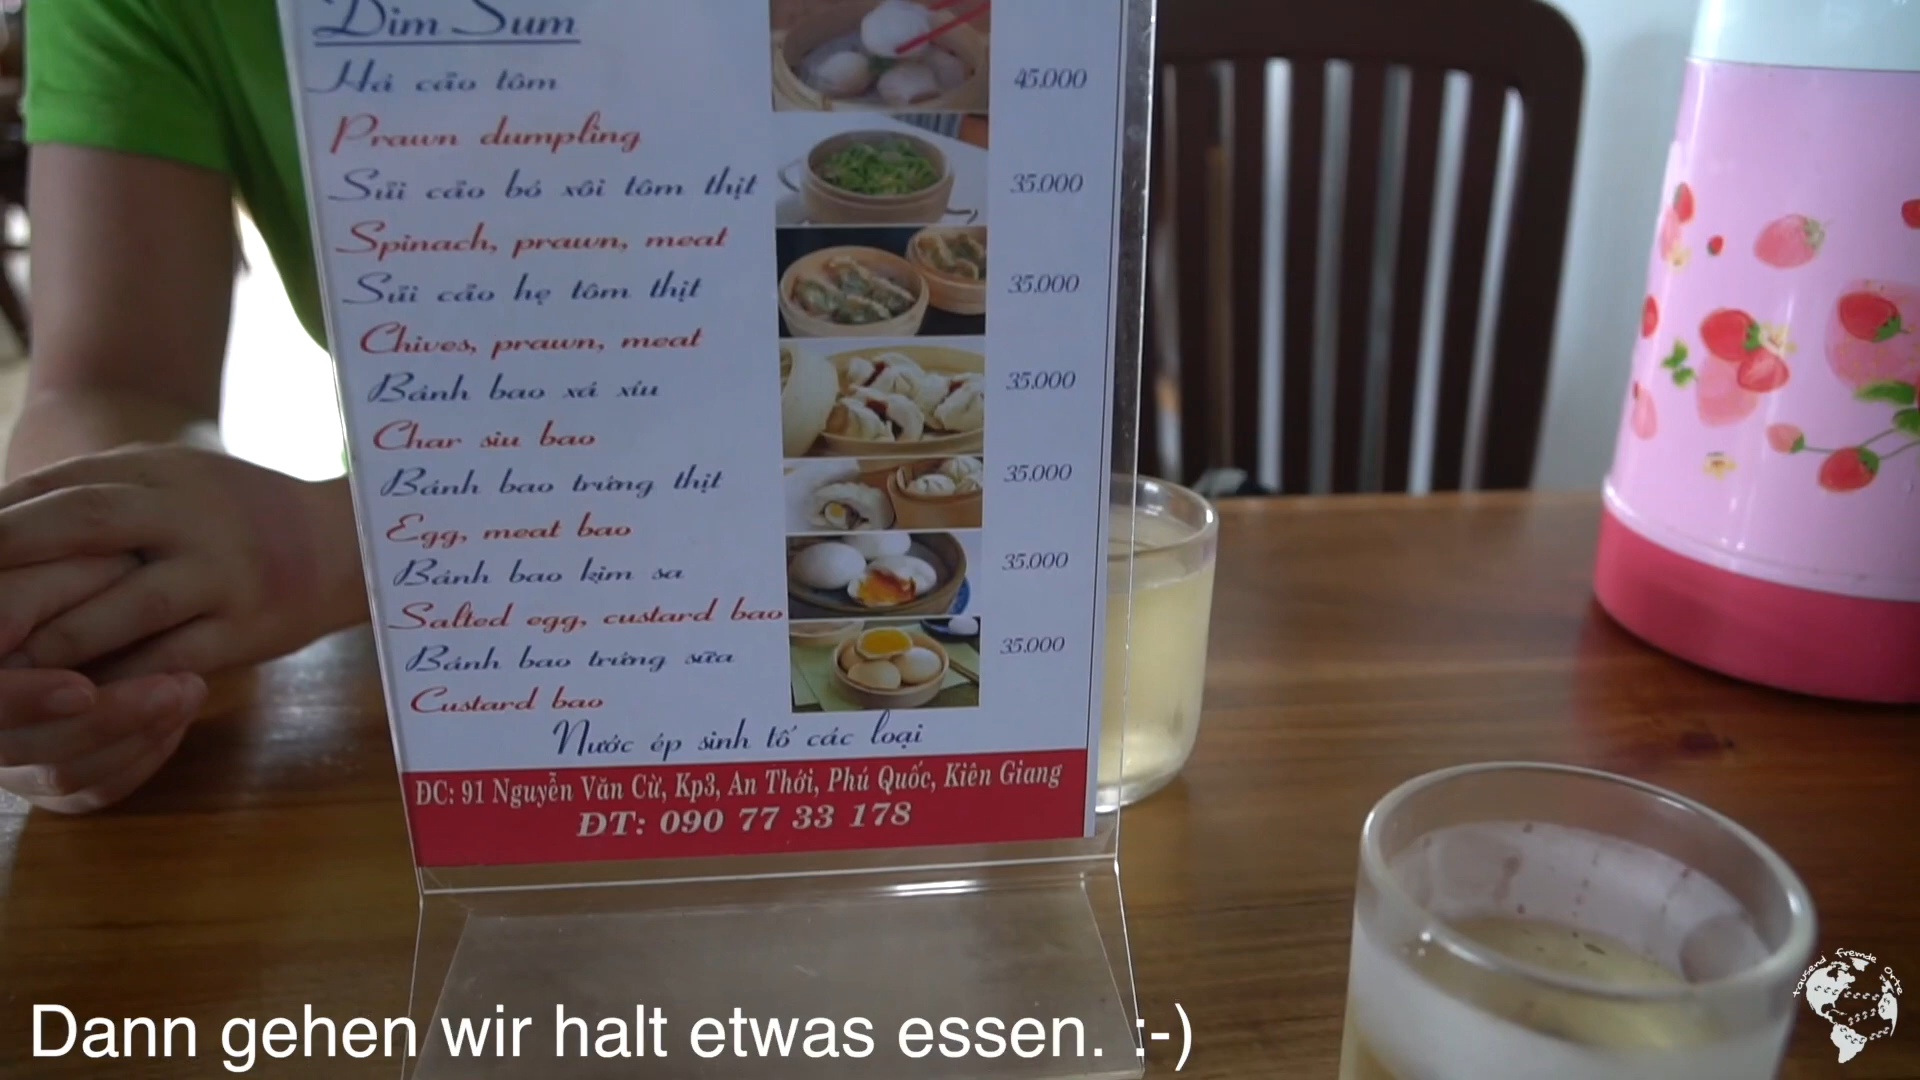 Dim Sum
Há cảo tôm 45.000
Prawn dumpling
Sủi cảo bó xôi tôm thịt 35.000
Spinach, prawn, meat
Sủi cảo hẹ tôm thịt 35.000
Chives, prawn, meat
Bánh bao xá xíu 35.000
Char siu bao
Bánh bao trứng thịt 35.000
Egg, meat bao
Bánh bao kim sa 35.000
Salted egg, custard bao
Bánh bao trứng sữa 35.000
Custard bao
Nước ép sinh tố các loại
ĐC: 91 Nguyễn Văn Cừ, Kp3, An Thới, Phú Quốc, Kiên Giang
ĐT: 090 77 33 178
Dann gehen wir halt etwas essen. :-)
tausend fremde Orte